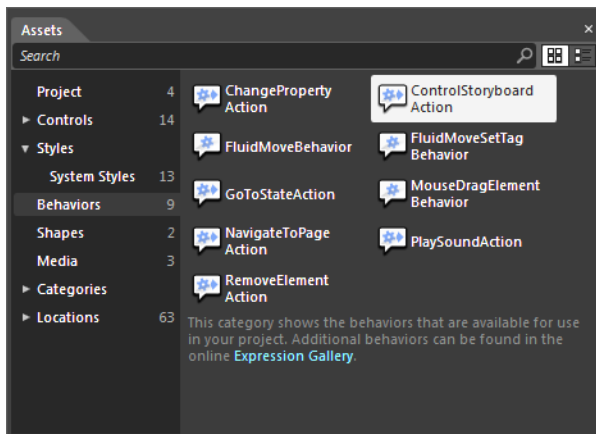 Assets
Search
Project 4
Controls 14
Styles
System Styles 13
Behaviors 9
Shapes 2
Media 3
Categories
Locations 63
ChangeProperty
Action
ControlStoryboard
Action
FluidMoveBehavior
FluidMoveSetTag
Behavior
GoToStateAction
MouseDragElement
Behavior
NavigateToPage
Action
PlaySoundAction
RemoveElement
Action
This category shows the behaviors that are available for use
in your project. Additional behaviors can be found in the
online Expression Gallery.